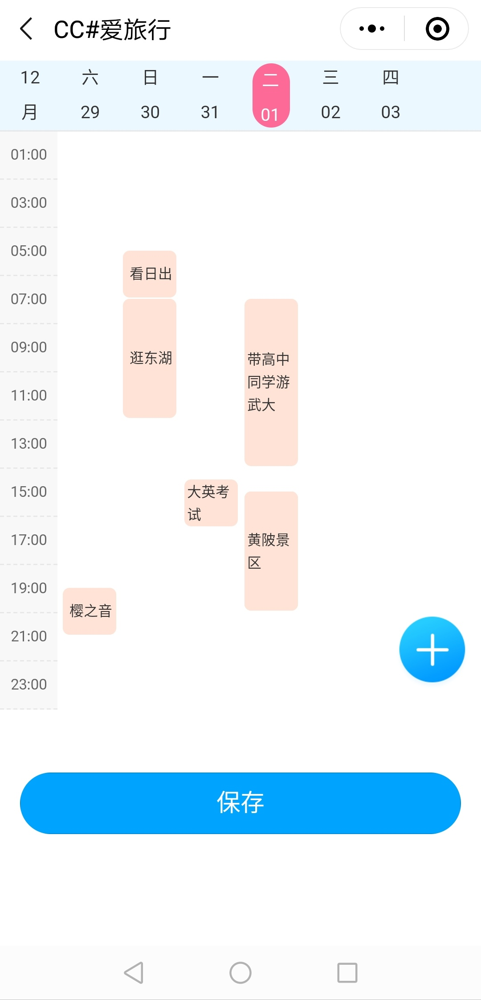 CC#爱旅行
12 六 日 一 二 三 四
月 29 30 31 01 02 03
01:00
03:00
05:00
看日出
07:00
09:00
逛东湖
带高中
同学游
武大
11:00
13:00
15:00
大英考
试
17:00
黄陂景
区
19:00
樱之音
21:00
23:00
保存